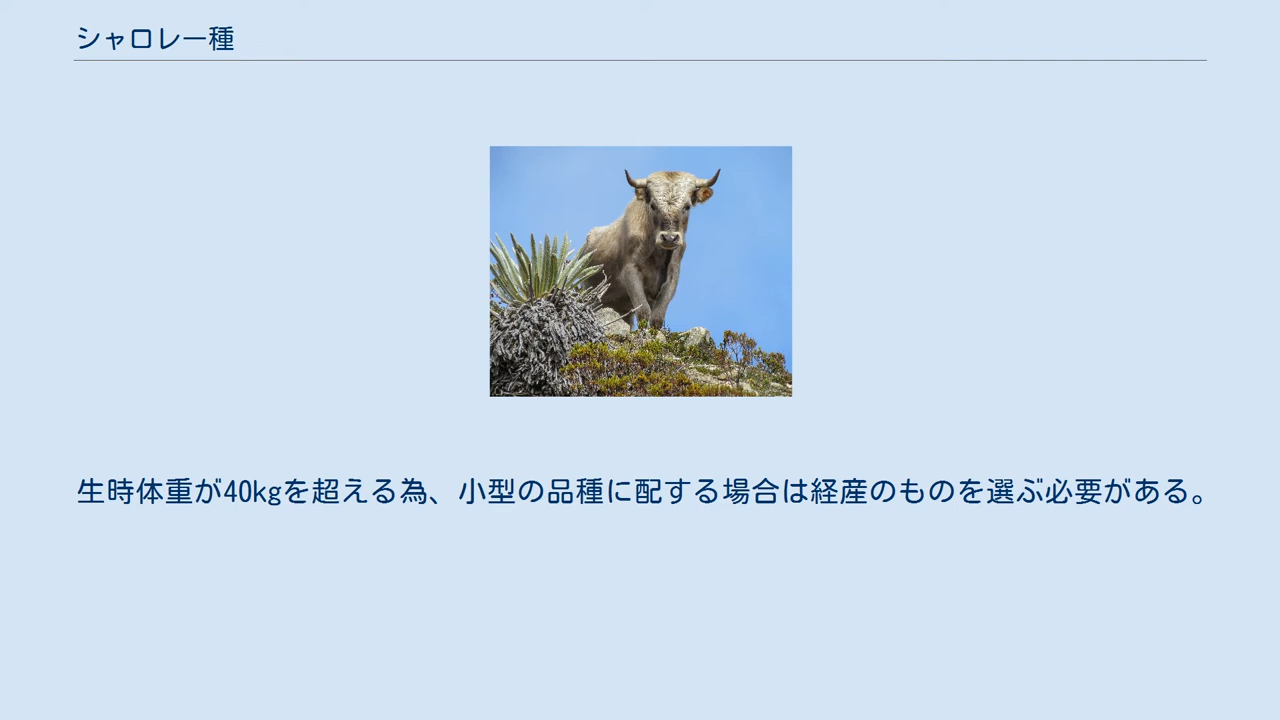 シャロレー種
生時体重が40kgを超える為、小型の品種に配する場合は経産のものを選ぶ必要がある。